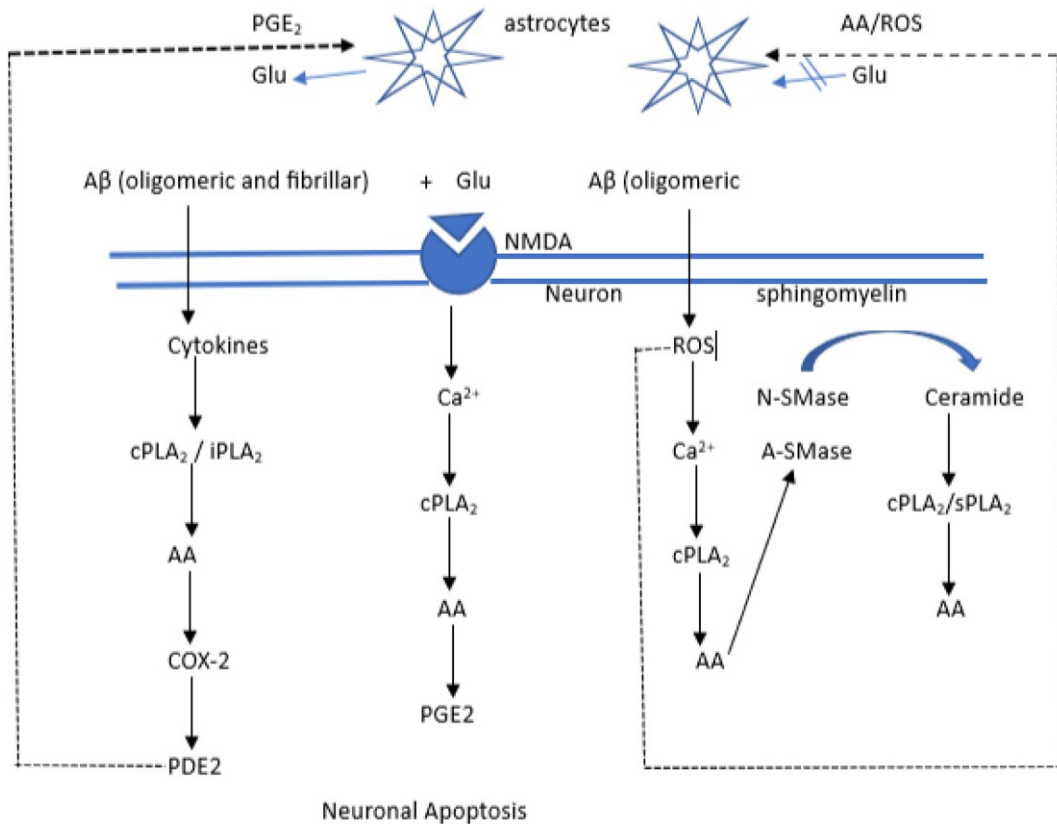 PGE₂
astrocytes
AA/ROS
Glu
Glu
Aβ (oligomeric and fibrillar) + Glu
Aβ (oligomeric
NMDA
Neuron
sphingomyelin
Cytokines
cPLA₂ / iPLA₂
AA
COX-2
PDE2
Ca²⁺
cPLA₂
AA
PGE2
ROS
Ca²⁺
cPLA₂
AA
N-SMase
A-SMase
Ceramide
cPLA₂/sPLA₂
AA
Neuronal Apoptosis